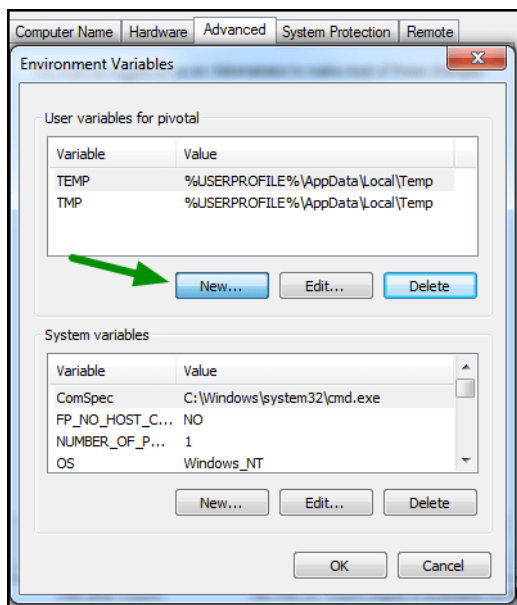 Computer Name Hardware Advanced System Protection Remote
Environment Variables
User variables for pivotal
Variable Value
TEMP %USERPROFILE%\AppData\Local\Temp
TMP %USERPROFILE%\AppData\Local\Temp
New... Edit... Delete
System variables
Variable Value
ComSpec C:\Windows\system32\cmd.exe
FP_NO_HOST_C... NO
NUMBER_OF_P... 1
OS Windows_NT
New... Edit... Delete
OK Cancel